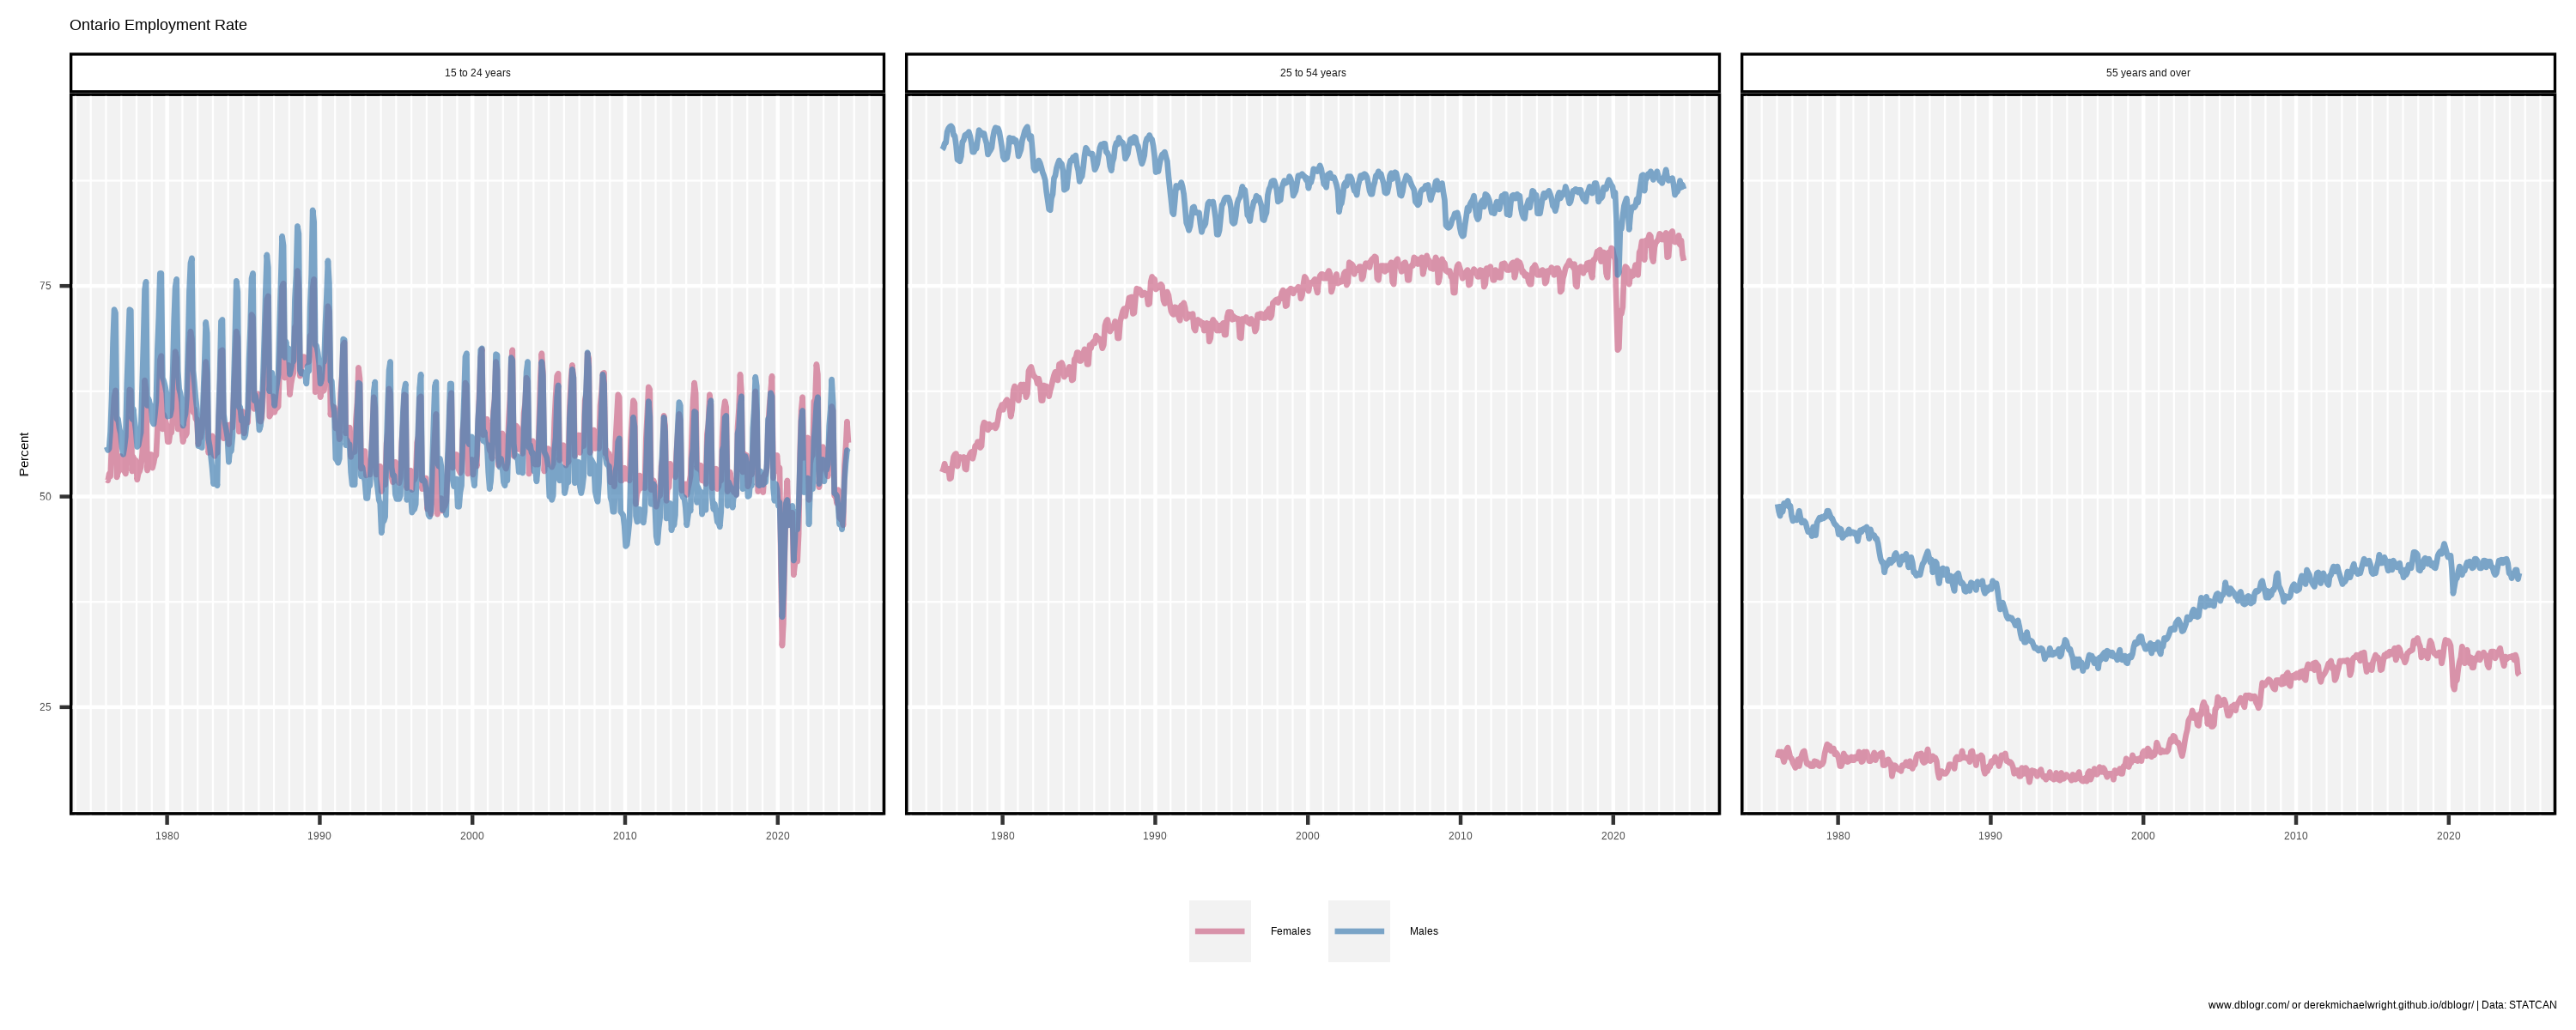 Ontario Employment Rate
15 to 24 years
25 to 54 years
55 years and over
Percent
75
50
25
1980 1990 2000 2010 2020
1980 1990 2000 2010 2020
1980 1990 2000 2010 2020
Females Males
www.dblogr.com/ or derekmichaelwright.github.io/dblogr/ | Data: STATCAN